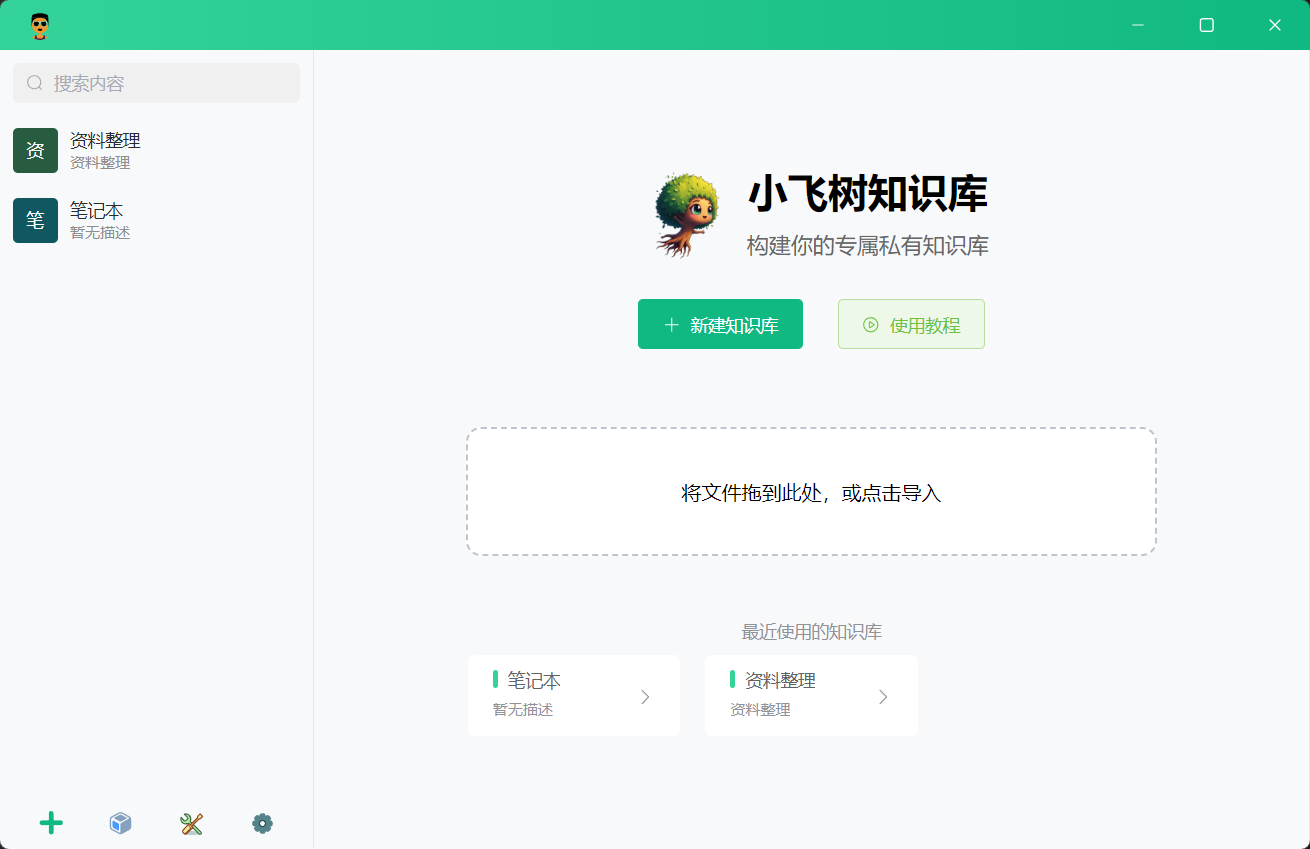 搜索内容
资
资料整理
资料整理
笔
笔记本
暂无描述
小飞树知识库
构建你的专属私有知识库
新建知识库
使用教程
将文件拖到此处，或点击导入
最近使用的知识库
笔记本
暂无描述
资料整理
资料整理